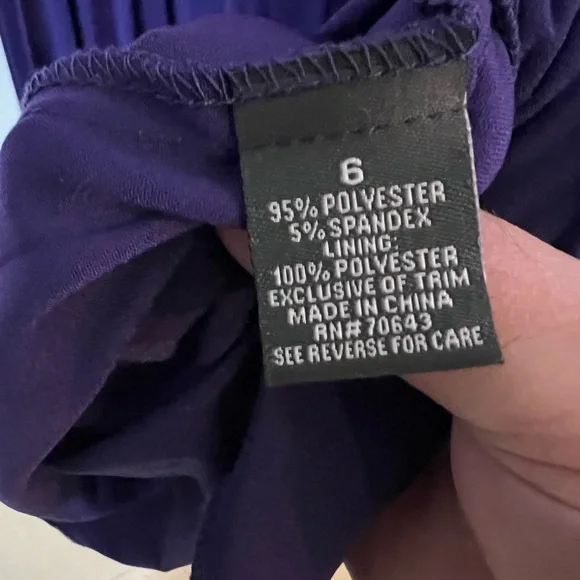 6
95% POLYESTER
5% SPANDEX
LINING:
100% POLYESTER
EXCLUSIVE OF TRIM
MADE IN CHINA
RN#70643
SEE REVERSE FOR CARE